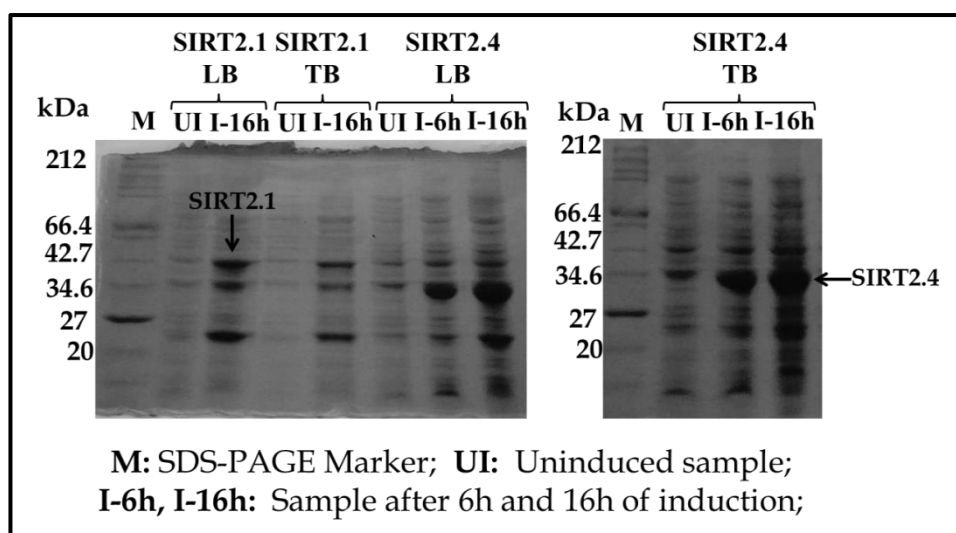 SIRT2.1 SIRT2.1 SIRT2.4
LB TB LB
kDa M UI I-16h UI I-16h UI I-6h I-16h
212
SIRT2.1
66.4
42.7
34.6
27
20
SIRT2.4
TB
M UI I-6h I-16h
212
66.4
42.7
34.6
SIRT2.4
27
20
M: SDS-PAGE Marker; UI: Uninduced sample;
I-6h, I-16h: Sample after 6h and 16h of induction;